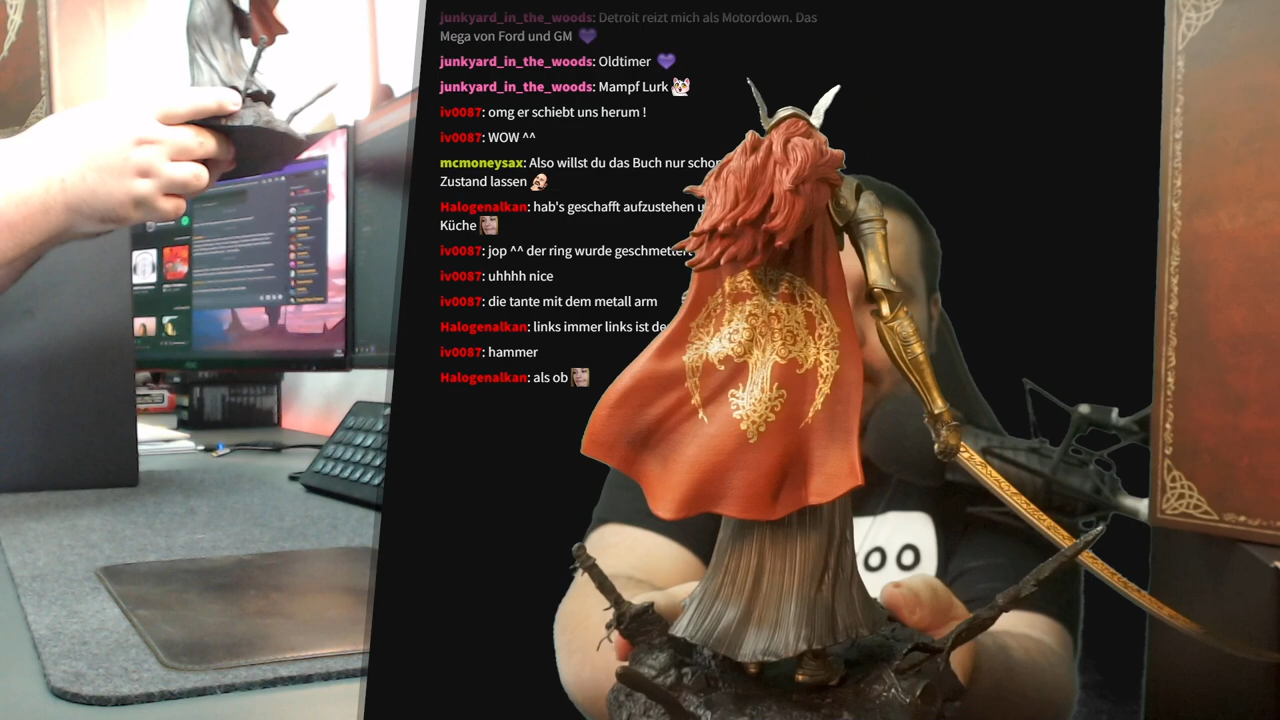 junkyard_in_the_woods: Detroit reizt mich als Motordown. Das
Mega von Ford und GM
junkyard_in_the_woods: Oldtimer
junkyard_in_the_woods: Mampf Lurk
iv0087: omg er schiebt uns herum !
iv0087: WOW ^^
mcmoneysax: Also willst du das Buch nur
Zustand lassen
Halogenalkan: hab's geschafft aufzustehen
Küche
iv0087: jop ^^ der ring wurde
iv0087: uhhhh nice
iv0087: die tante mit dem metall arm
Halogenalkan: links immer links ist
iv0087: hammer
Halogenalkan: als ob